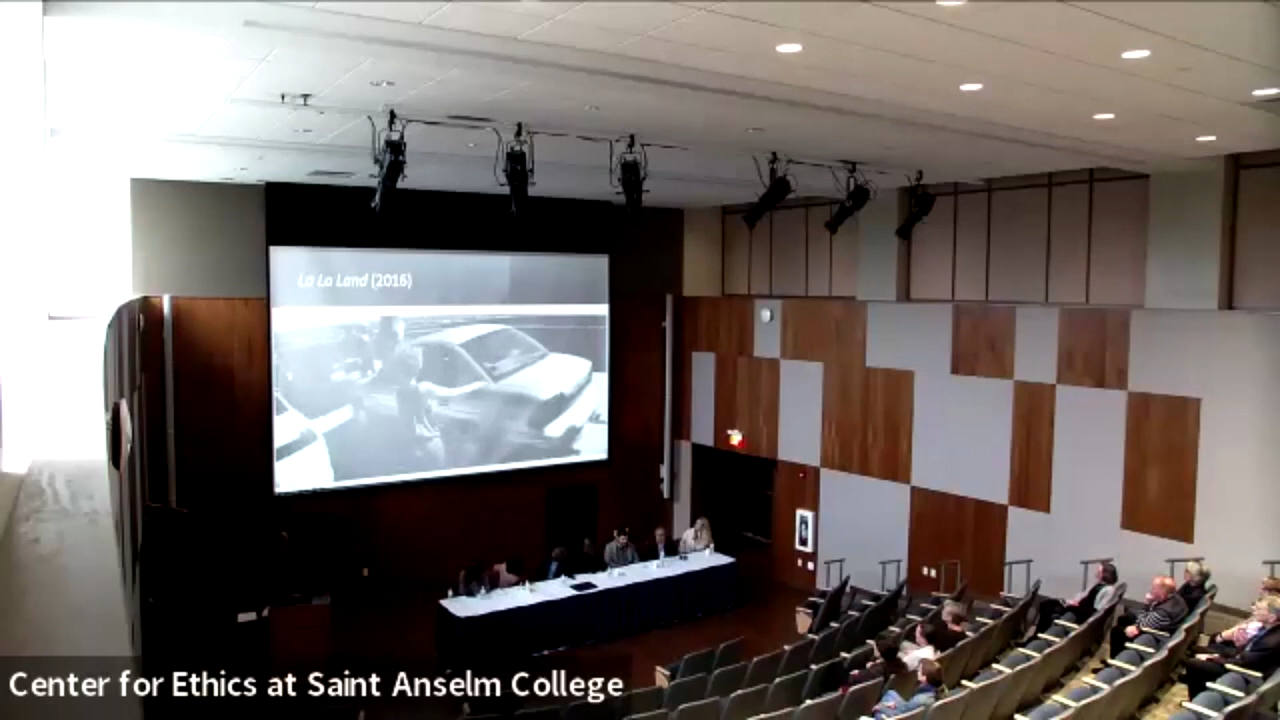 La La Land (2016)
Center for Ethics at Saint Anselm College